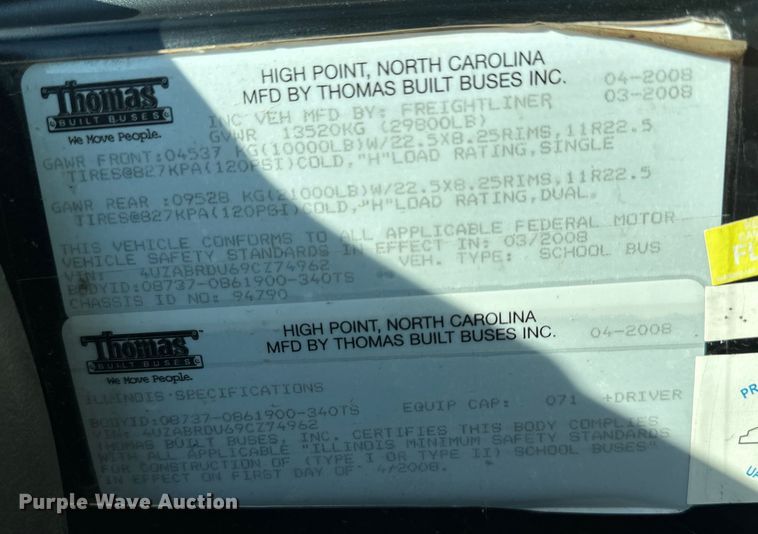 Thomas
BUILT BUSES
We Move People.
HIGH POINT, NORTH CAROLINA
MFD BY THOMAS BUILT BUSES INC.
04-2008
INC VEH MFD BY: FREIGHTLINER 03-2008
GVWR 13520KG (29800LB)
GAWR FRONT:04537 KG(10000LB)W/22.5X8.25RIMS,11R22.5
TIRES@827KPA(120PSI)COLD,"H"LOAD RATING,SINGLE
GAWR REAR :09528 KG(21000LB)W/22.5X8.25RIMS,11R22.5
TIRES@827KPA(120PSI)COLD,"H"LOAD RATING,DUAL.
THIS VEHICLE CONFORMS TO ALL APPLICABLE FEDERAL MOTOR
VEHICLE SAFETY STANDARDS IN EFFECT IN: 03/2008
VIN: 4UZABRDU69CZ74962 VEH. TYPE: SCHOOL BUS
BODYID:08737-0861900-340TS
CHASSIS ID NO: 94790
FL
Thomas
BUILT BUSES
We Move People.
HIGH POINT, NORTH CAROLINA
MFD BY THOMAS BUILT BUSES INC.
04-2008
ILLINOIS SPECIFICATIONS
BODYID:08737-0861900-340TS EQUIP CAP: 071 +DRIVER
VIN: 4UZABRDU69CZ74962
THOMAS BUILT BUSES, INC. CERTIFIES THIS BODY COMPLIES
WITH ALL APPLICABLE "ILLINOIS MINIMUM SAFETY STANDARDS
FOR CONSTRUCTION OF (TYPE I OR TYPE II) SCHOOL BUSES"
IN EFFECT ON FIRST DAY OF 4/2008.
PR
Purple Wave Auction